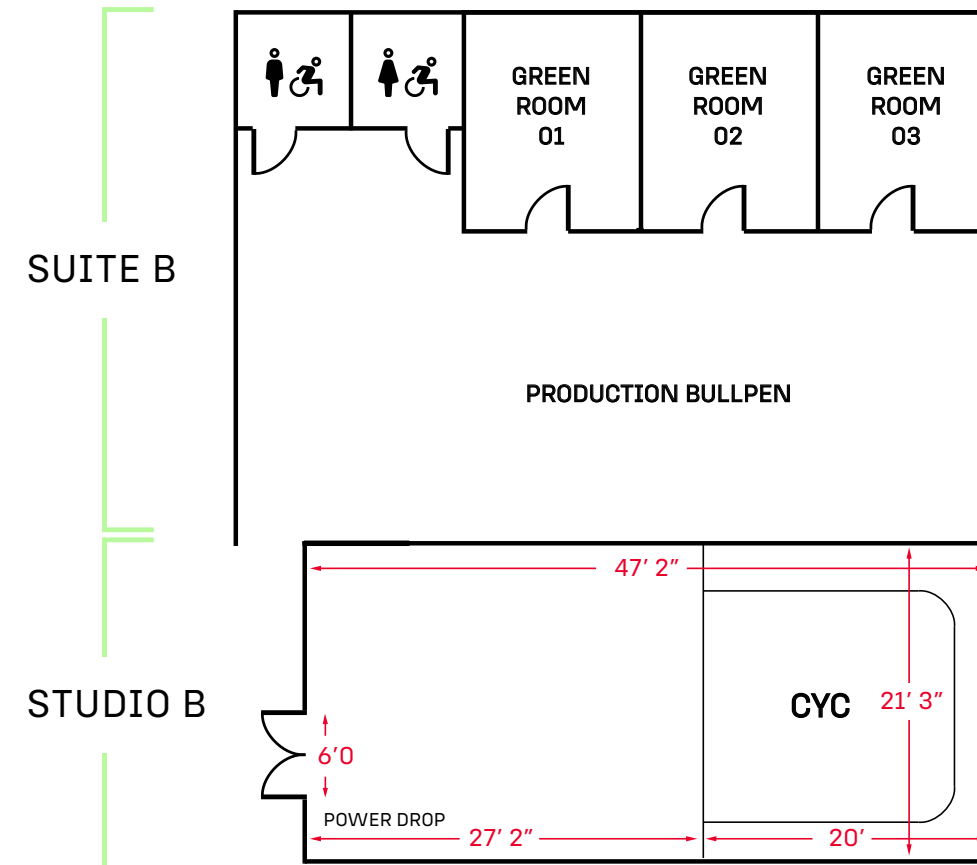 GREEN
ROOM
01
GREEN
ROOM
02
GREEN
ROOM
03
SUITE B
PRODUCTION BULLPEN
47' 2”
STUDIO B
CYC
21' 3”
6'0
POWER DROP
27' 2”
20'